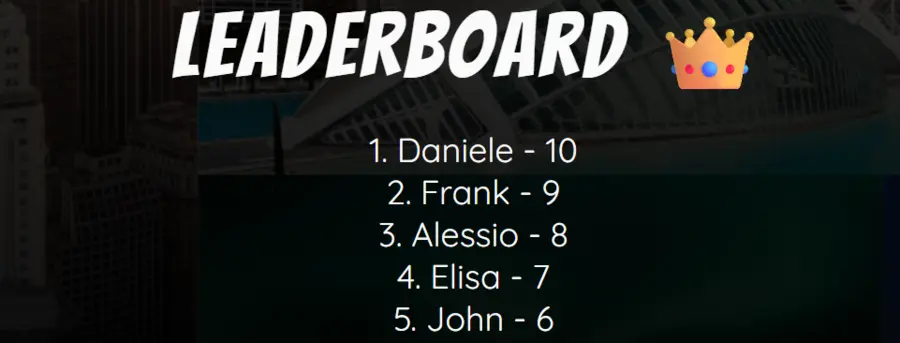 LEADERBOARD
1. Daniele - 10
2. Frank - 9
3. Alessio - 8
4. Elisa - 7
5. John - 6